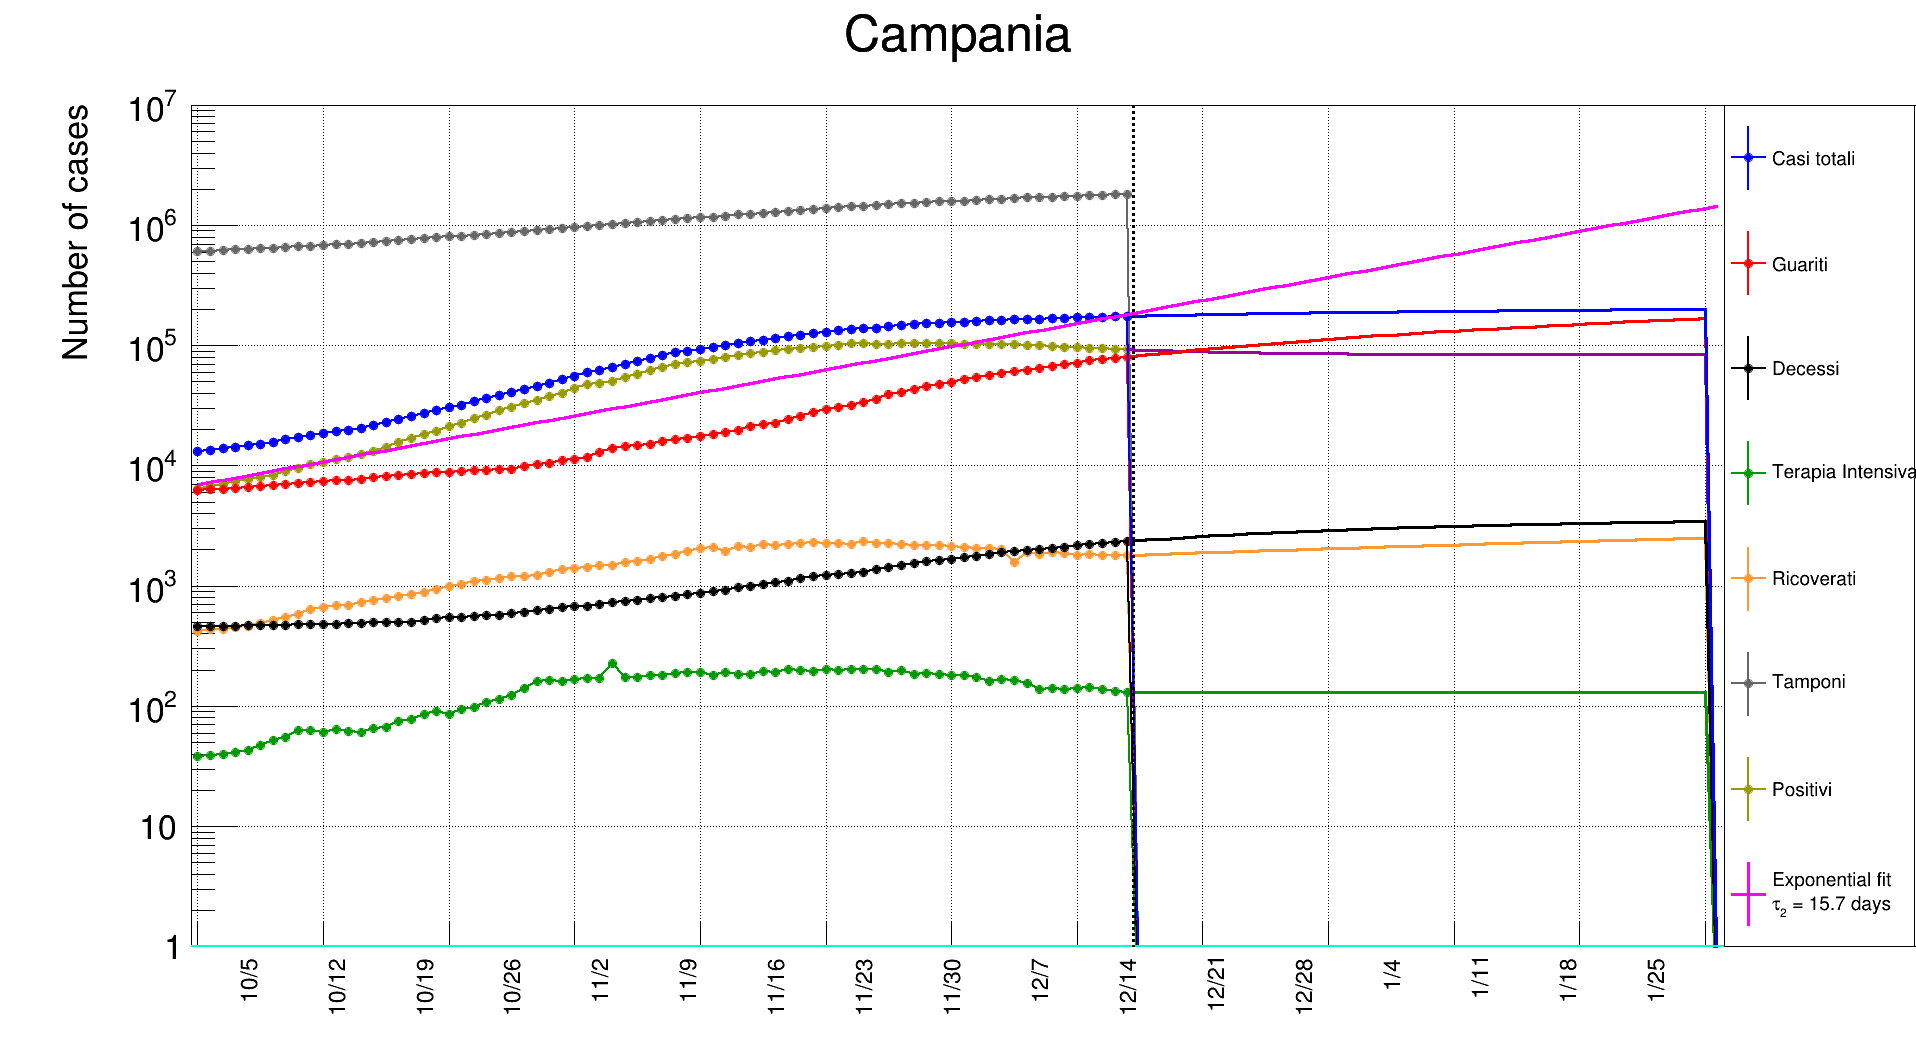 Campania
Number of cases
10^7
10^6
10^5
10^4
10^3
10^2
10
1
10/5 10/12 10/19 10/26 11/2 11/9 11/16 11/23 11/30 12/7 12/14 12/21 12/28 1/4 1/11 1/18 1/25
Casi totali
Guariti
Decessi
Terapia Intensiva
Ricoverati
Tamponi
Positivi
Exponential fit
τ_2 = 15.7 days